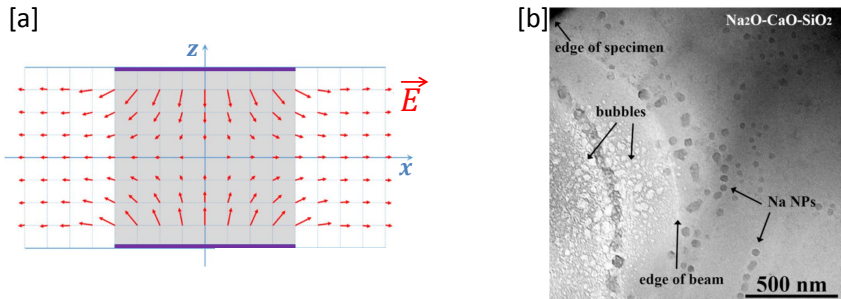 [a]
z
E
x
[b]
Na2O-CaO-SiO2
edge of specimen
bubbles
Na NPs
edge of beam
500 nm